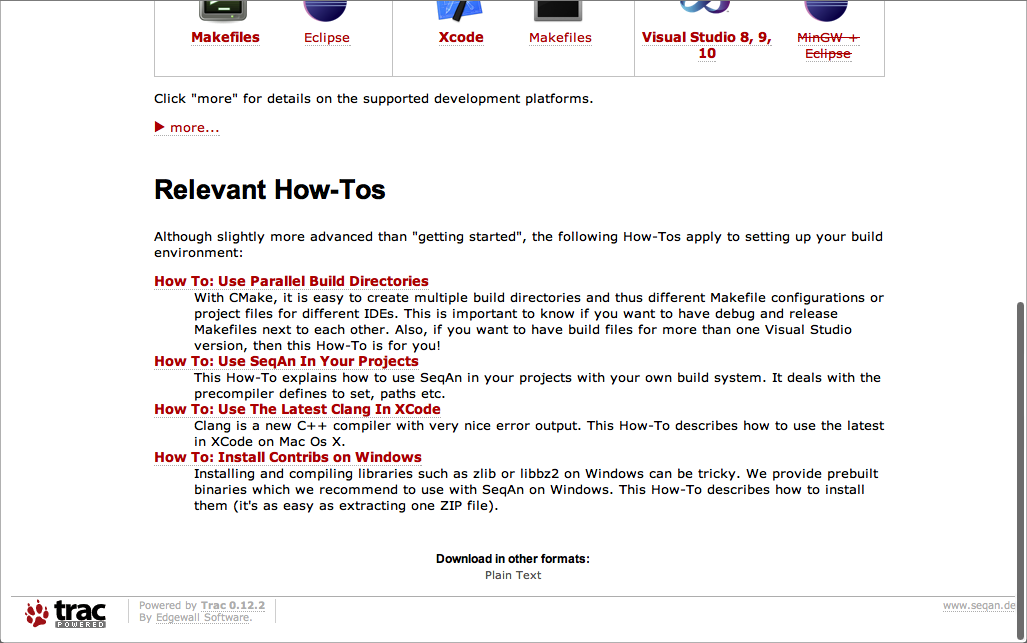 Makefiles Eclipse Xcode Makefiles Visual Studio 8, 9, MinGW +
10 Eclipse
Click "more" for details on the supported development platforms.
more...
Relevant How-Tos
Although slightly more advanced than "getting started", the following How-Tos apply to setting up your build
environment:
How To: Use Parallel Build Directories
With CMake, it is easy to create multiple build directories and thus different Makefile configurations or
project files for different IDEs. This is important to know if you want to have debug and release
Makefiles next to each other. Also, if you want to have build files for more than one Visual Studio
version, then this How-To is for you!
How To: Use SeqAn In Your Projects
This How-To explains how to use SeqAn in your projects with your own build system. It deals with the
precompiler defines to set, paths etc.
How To: Use The Latest Clang In XCode
Clang is a new C++ compiler with very nice error output. This How-To describes how to use the latest
in XCode on Mac Os X.
How To: Install Contribs on Windows
Installing and compiling libraries such as zlib or libbz2 on Windows can be tricky. We provide prebuilt
binaries which we recommend to use with SeqAn on Windows. This How-To describes how to install
them (it's as easy as extracting one ZIP file).
Download in other formats:
Plain Text
trac
POWERED
Powered by Trac 0.12.2
By Edgewall Software.
www.seqan.de